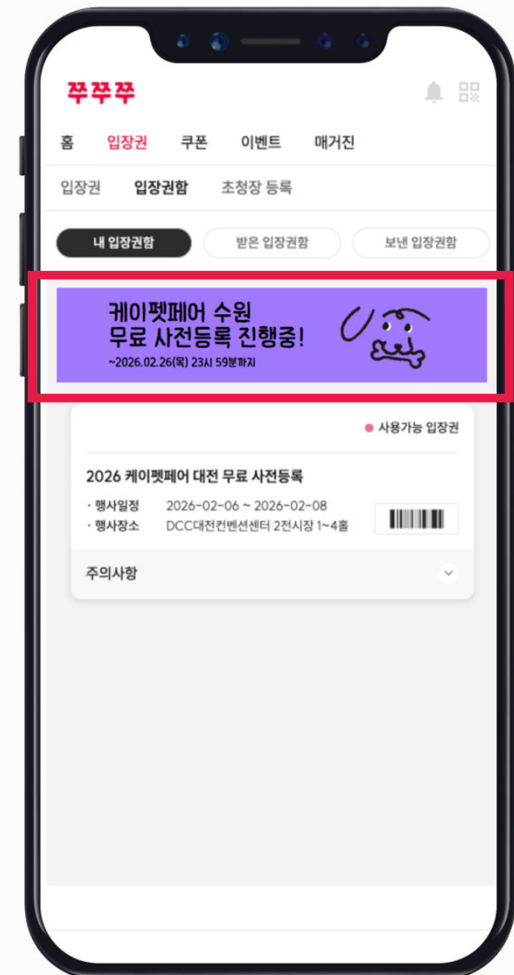 쭈쭈쭈
홈 입장권 쿠폰 이벤트 매거진
입장권 입장권함 초청장 등록
내 입장권함 받은 입장권함 보낸 입장권함
케이펫페어 수원
무료 사전등록 진행중!
~2026.02.26(목) 23시 59분까지
사용가능 입장권
2026 케이펫페어 대전 무료 사전등록
· 행사일정 2026-02-06 ~ 2026-02-08
· 행사장소 DCC대전컨벤션센터 2전시장 1~4홀
주의사항